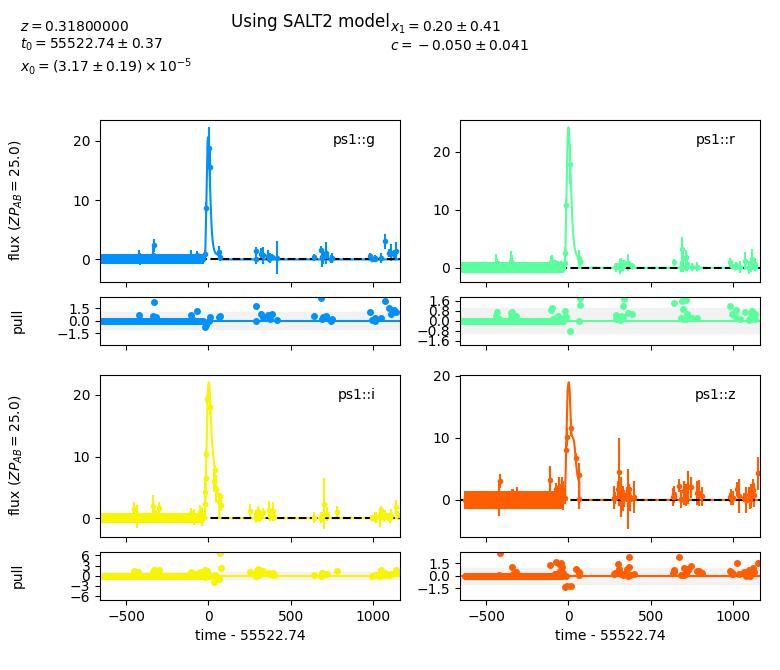 Using SALT2 model
z = 0.31800000
t₀ = 55522.74 ± 0.37
x₀ = (3.17 ± 0.19) × 10⁻⁵
x₁ = 0.20 ± 0.41
c = −0.050 ± 0.041
flux (ZP_AB = 25.0)
20
10
0
ps1::g
20
10
0
ps1::r
pull
1.5
0.0
−1.5
1.6
0.8
0.0
−0.8
−1.6
flux (ZP_AB = 25.0)
20
10
0
ps1::i
20
10
0
ps1::z
pull
6
3
0
−3
−6
−500
0
500
1000
time - 55522.74
1.5
0.0
−1.5
−500
0
500
1000
time - 55522.74